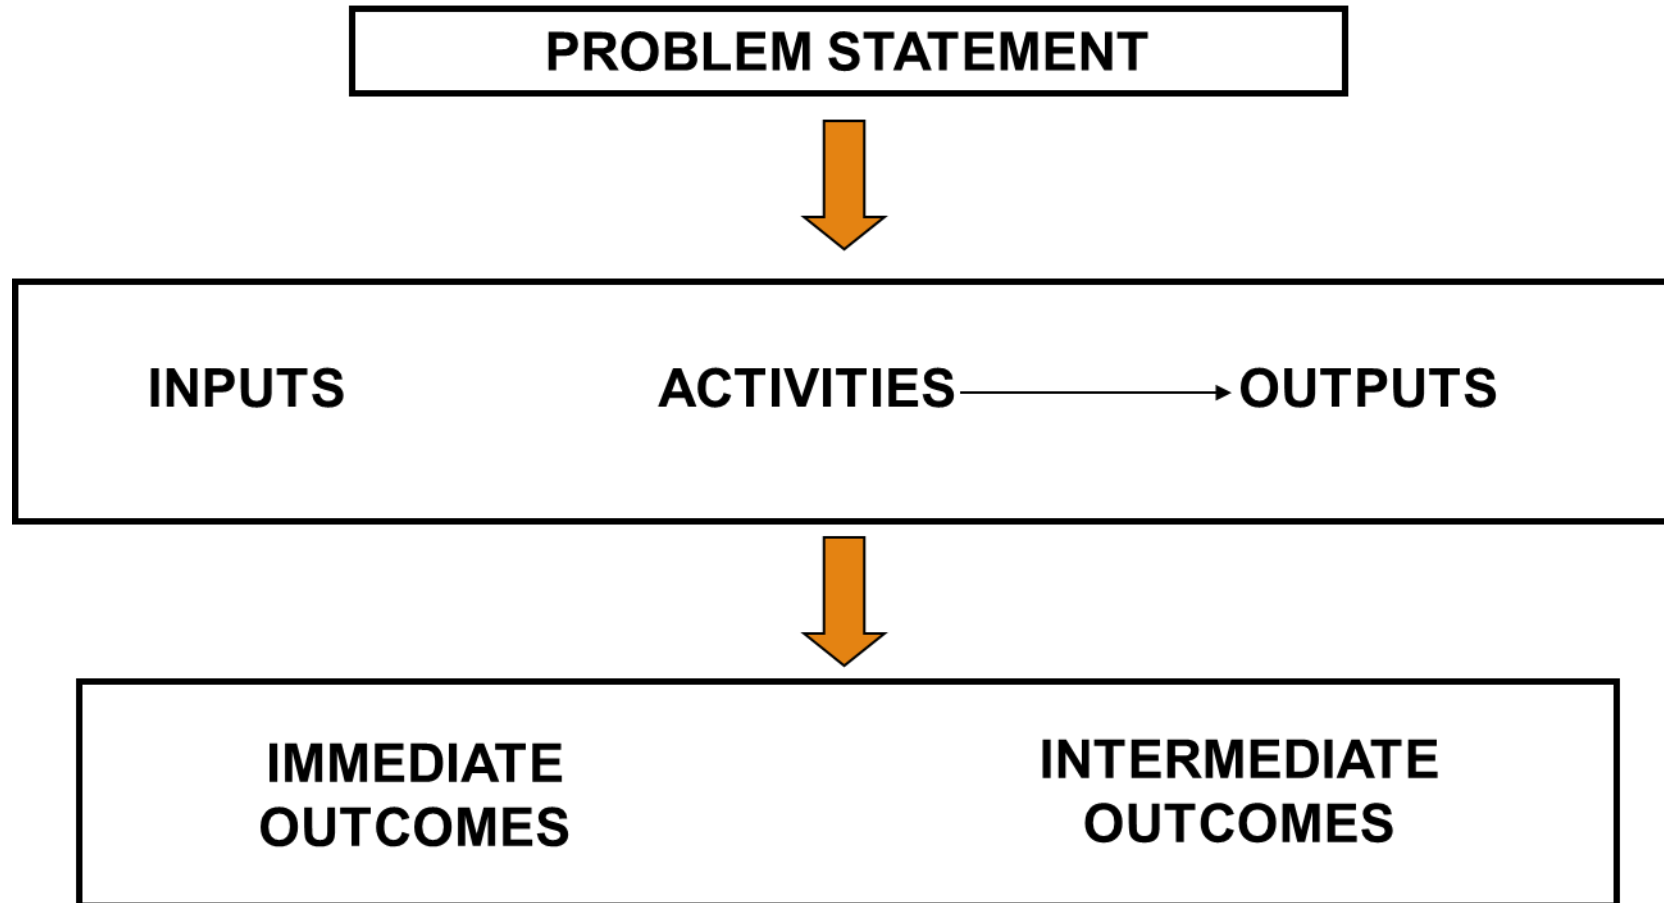 PROBLEM STATEMENT
INPUTS ACTIVITIES OUTPUTS
IMMEDIATE
OUTCOMES
INTERMEDIATE
OUTCOMES